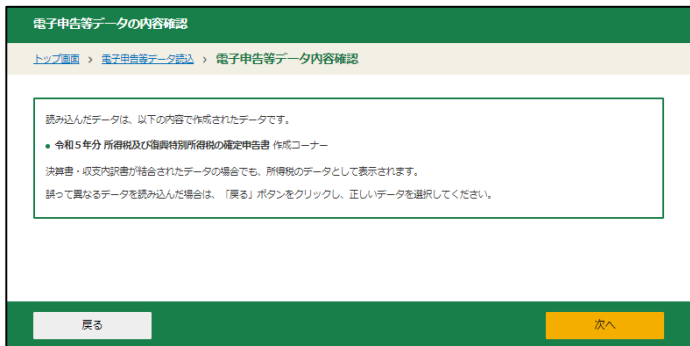 電子申告等データの内容確認
トップ画面 › 電子申告等データ読込 › 電子申告等データ内容確認
読み込んだデータは、以下の内容で作成されたデータです。
● 令和5年分 所得税及び復興特別所得税の確定申告書 作成コーナー
決算書・収支内訳書が結合されたデータの場合でも、所得税のデータとして表示されます。
誤って異なるデータを読み込んだ場合は、「戻る」ボタンをクリックし、正しいデータを選択してください。
戻る 次へ